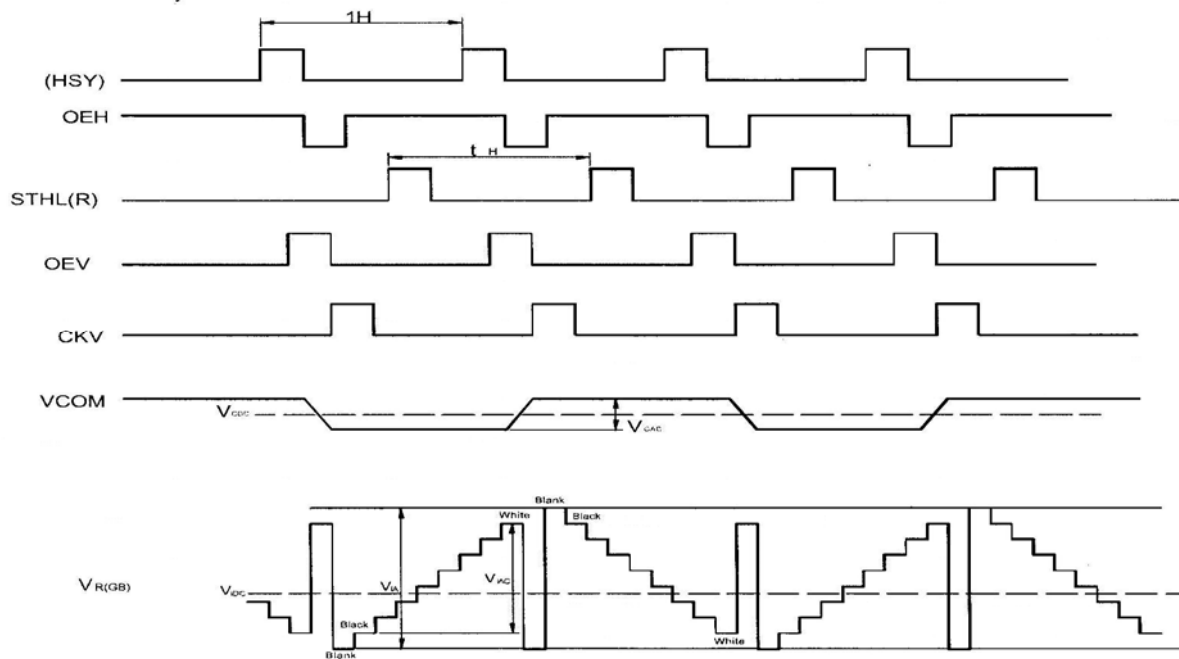 1H
(HSY)
OEH
t H
STHL(R)
OEV
CKV
VCOM
VCDC
VCAC
Blank
White
Black
VR(GB)
VIDC
VIA
VIAC
Black
White
Blank